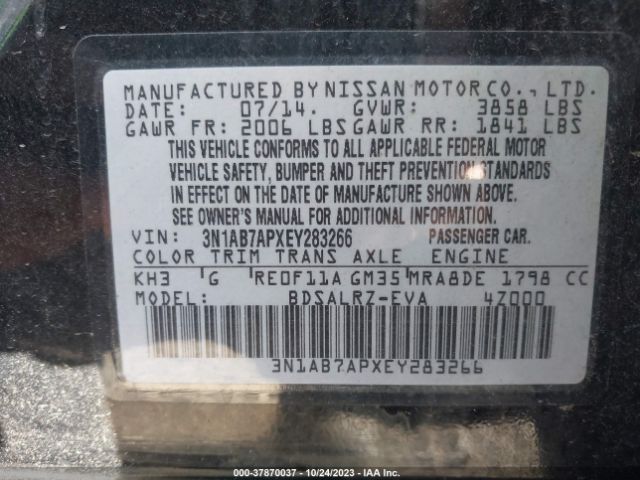 MANUFACTURED BY NISSAN MOTOR CO., LTD.
DATE: 07/14. GVWR: 3858 LBS
GAWR FR: 2006 LBS GAWR RR: 1841 LBS
THIS VEHICLE CONFORMS TO ALL APPLICABLE FEDERAL MOTOR
VEHICLE SAFETY, BUMPER AND THEFT PREVENTION STANDARDS
IN EFFECT ON THE DATE OF MANUFACTURE SHOWN ABOVE.
SEE OWNER'S MANUAL FOR ADDITIONAL INFORMATION.
VIN: 3N1AB7APXEY283266 PASSENGER CAR.
COLOR TRIM TRANS AXLE ENGINE
KH3 G RE0F11A GM35 MRA8DE 1798 CC
MODEL: BDSALRZ-EVA 4Z000
3N1AB7APXEY283266
000-37870037 - 10/24/2023 - IAA Inc.